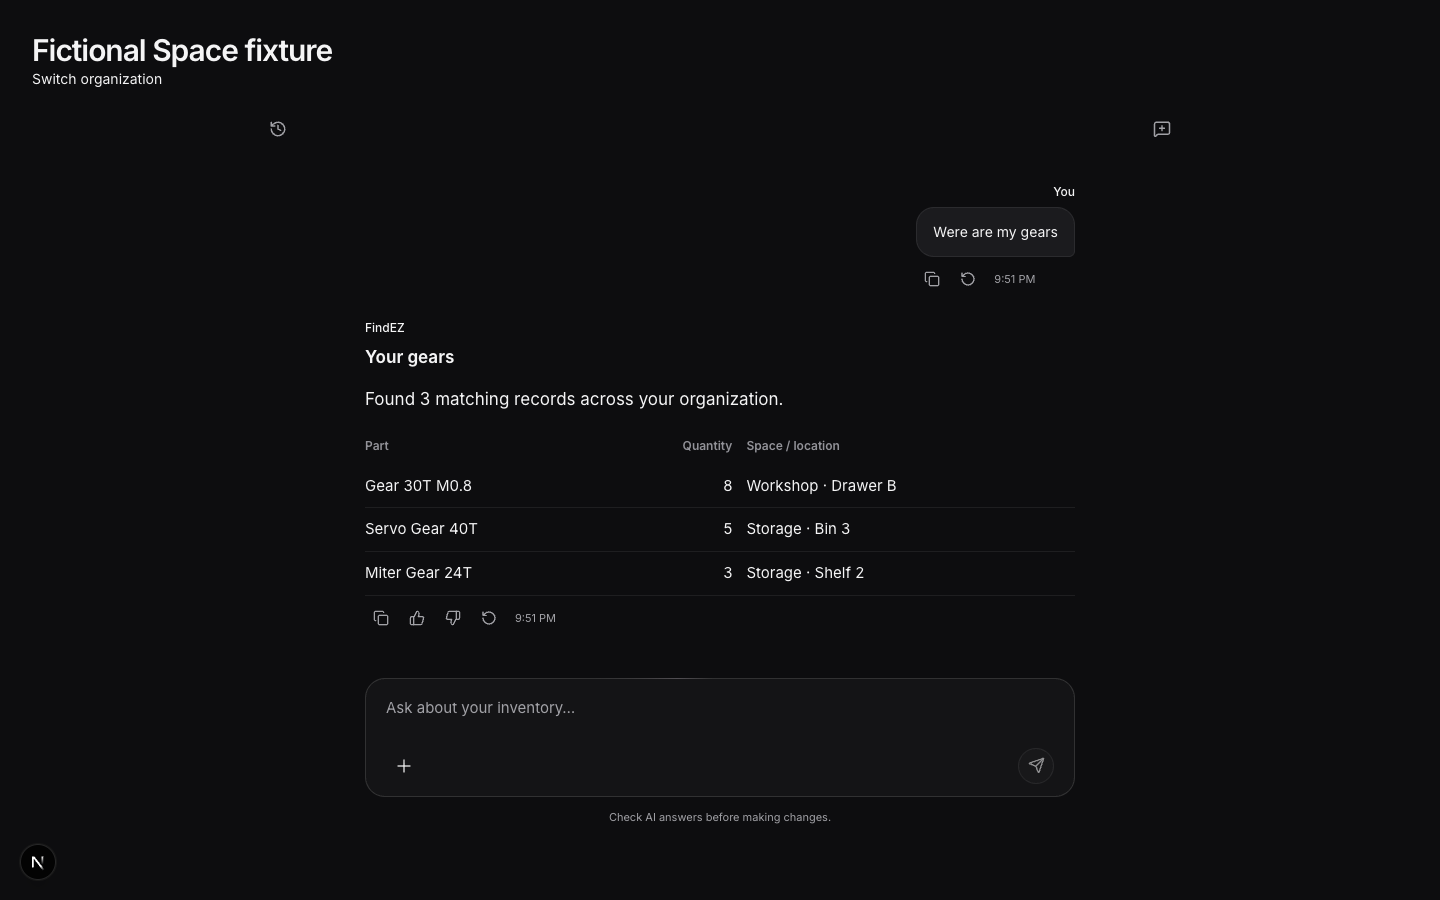 Fictional Space fixture
Switch organization
You
Were are my gears
9:51 PM
FindEZ
Your gears
Found 3 matching records across your organization.
Part Quantity Space / location
Gear 30T M0.8 8 Workshop · Drawer B
Servo Gear 40T 5 Storage · Bin 3
Miter Gear 24T 3 Storage · Shelf 2
9:51 PM
Ask about your inventory...
Check AI answers before making changes.
N